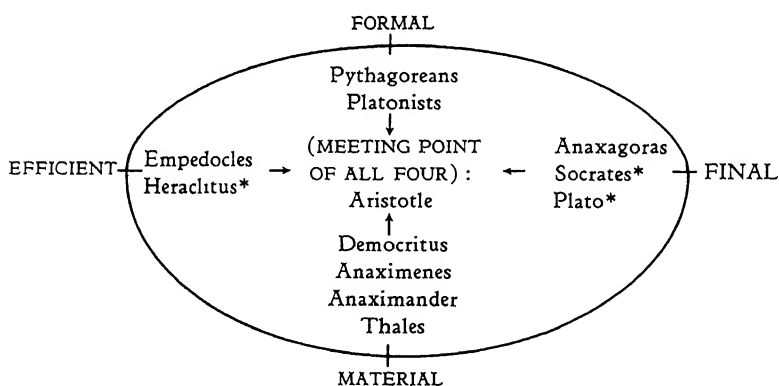 FORMAL
Pythagoreans
Platonists
(MEETING POINT
OF ALL FOUR) :
Aristotle
EFFICIENT
Empedocles
Heraclitus*
Anaxagoras
Socrates*
Plato*
FINAL
Democritus
Anaximenes
Anaximander
Thales
MATERIAL